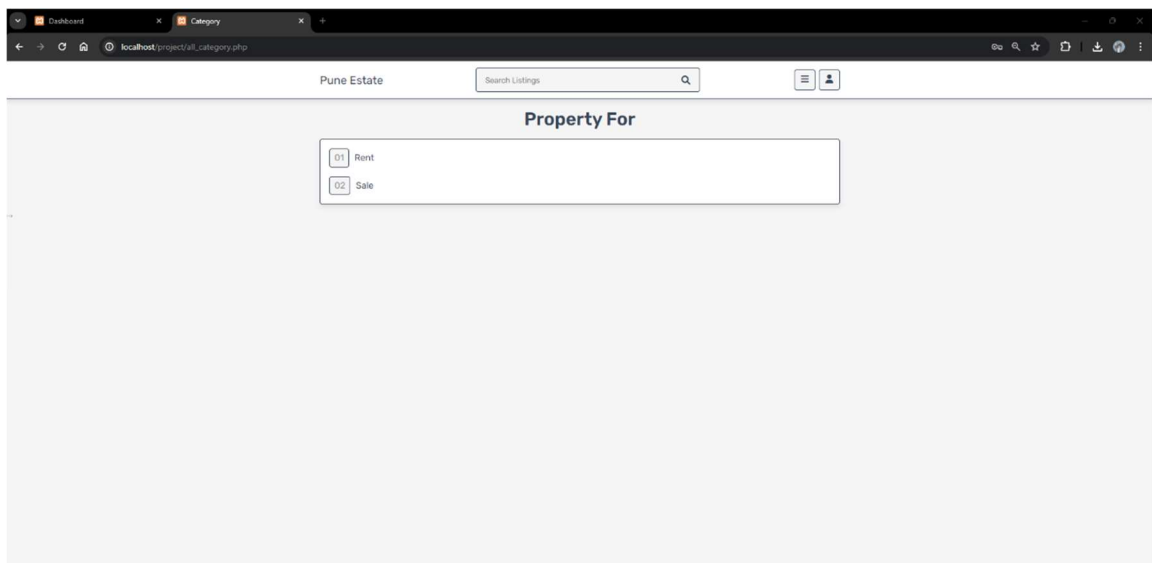 Dashboard
Category
localhost/project/all_category.php
Pune Estate
Search Listings
Property For
01 Rent
02 Sale